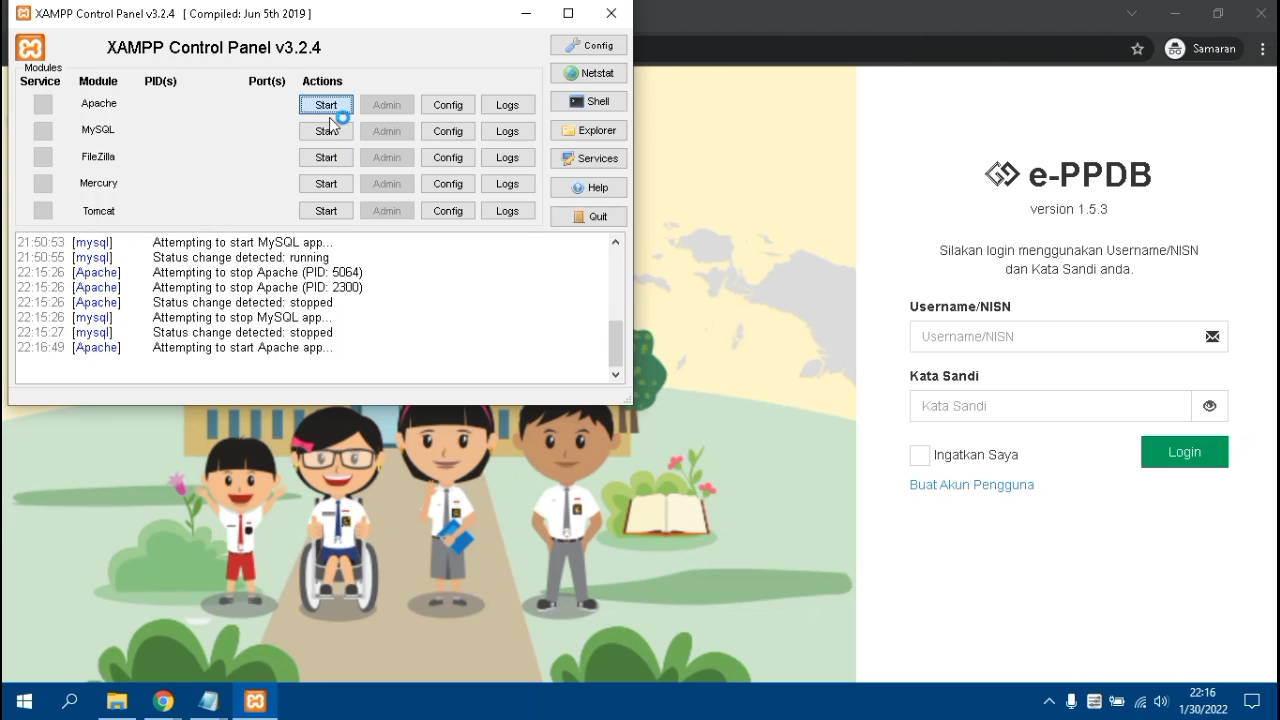 XAMPP Control Panel v3.2.4 [ Compiled: Jun 5th 2019 ]
XAMPP Control Panel v3.2.4
Config
Modules
Service Module PID(s) Port(s) Actions
Netstat
Apache Start Admin Config Logs
Shell
MySQL Start Admin Config Logs
Explorer
FileZilla Start Admin Config Logs
Services
Mercury Start Admin Config Logs
Help
Tomcat Start Admin Config Logs
Quit
21:50:53 [mysql] Attempting to start MySQL app...
21:50:55 [mysql] Status change detected: running
22:15:26 [Apache] Attempting to stop Apache (PID: 5064)
22:15:26 [Apache] Attempting to stop Apache (PID: 2300)
22:15:26 [Apache] Status change detected: stopped
22:15:26 [mysql] Attempting to stop MySQL app...
22:15:27 [mysql] Status change detected: stopped
22:16:49 [Apache] Attempting to start Apache app...
Samaran
e-PPDB
version 1.5.3
Silakan login menggunakan Username/NISN
dan Kata Sandi anda.
Username/NISN
Username/NISN
Kata Sandi
Kata Sandi
Ingatkan Saya
Login
Buat Akun Pengguna
22:16
1/30/2022